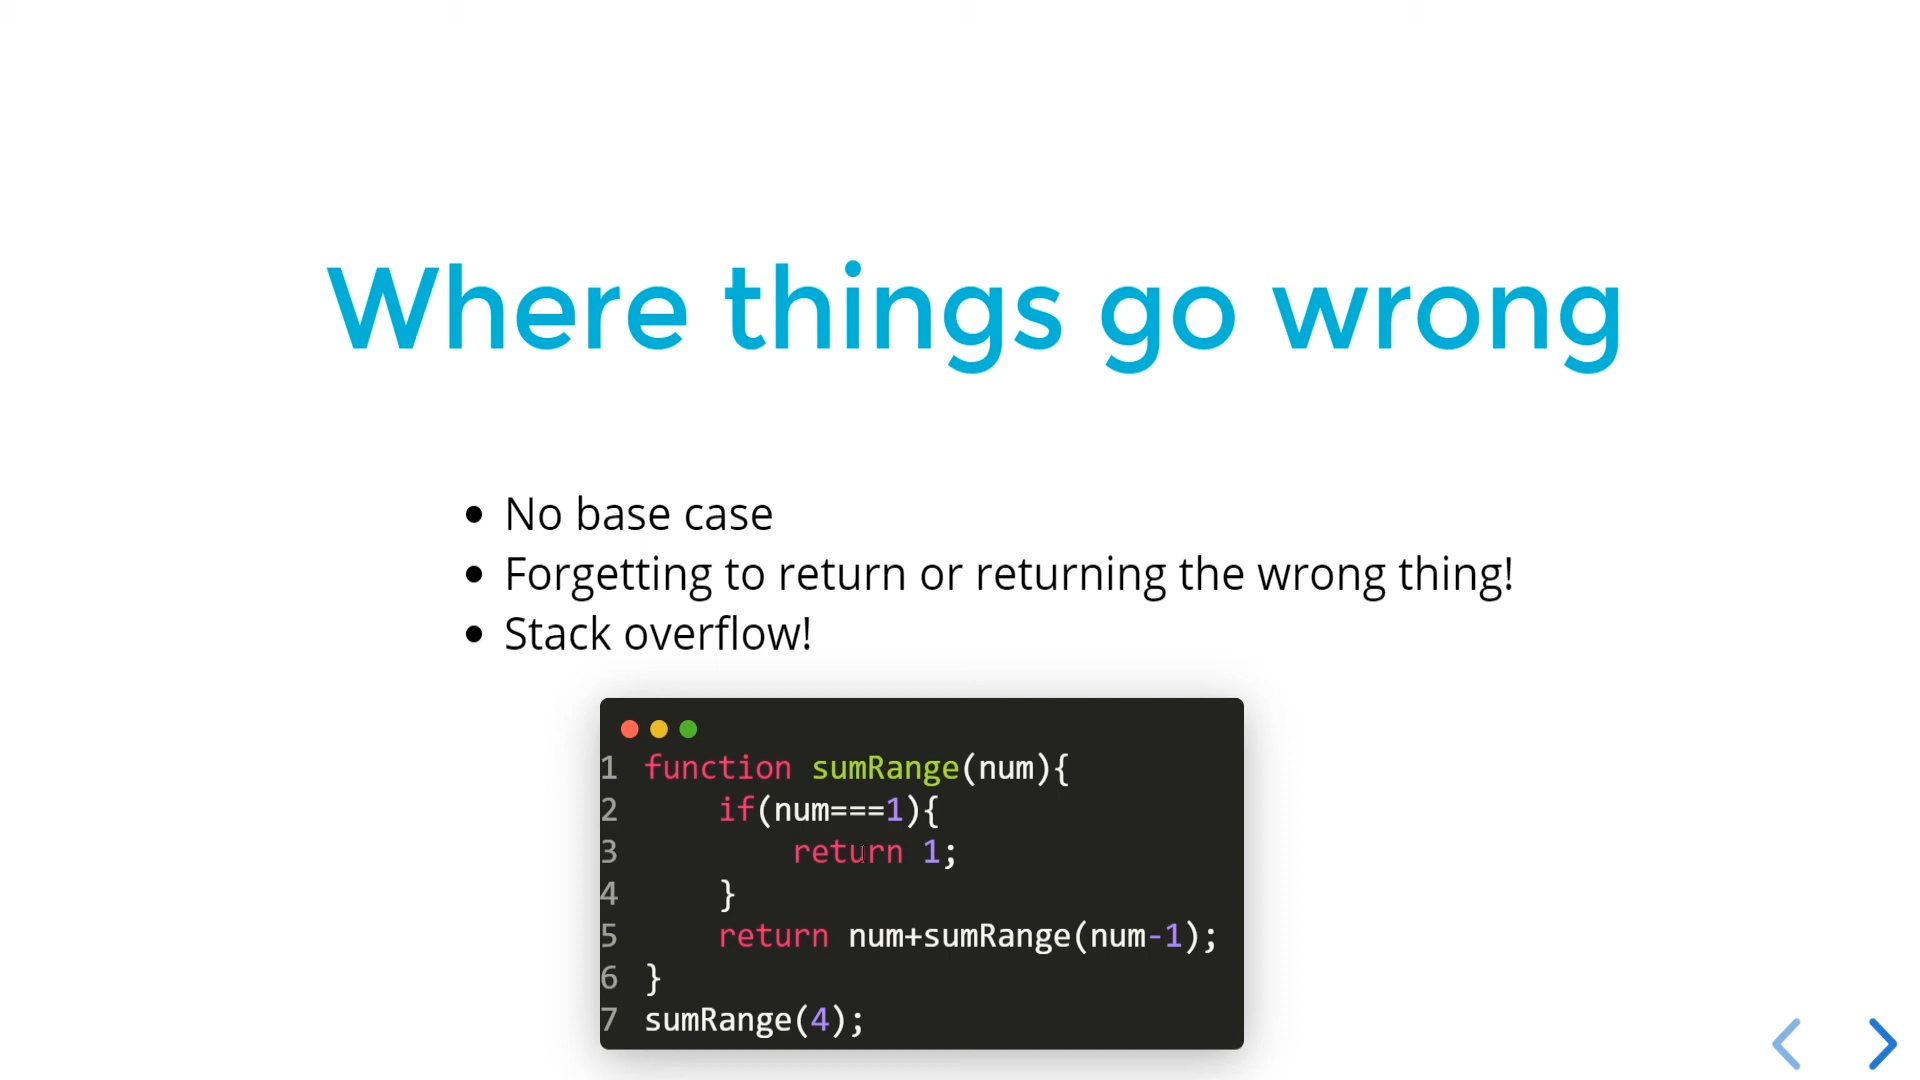 Where things go wrong
• No base case
• Forgetting to return or returning the wrong thing!
• Stack overflow!
1 function sumRange(num){
2     if(num===1){
3         return 1;
4     }
5     return num+sumRange(num-1);
6 }
7 sumRange(4);